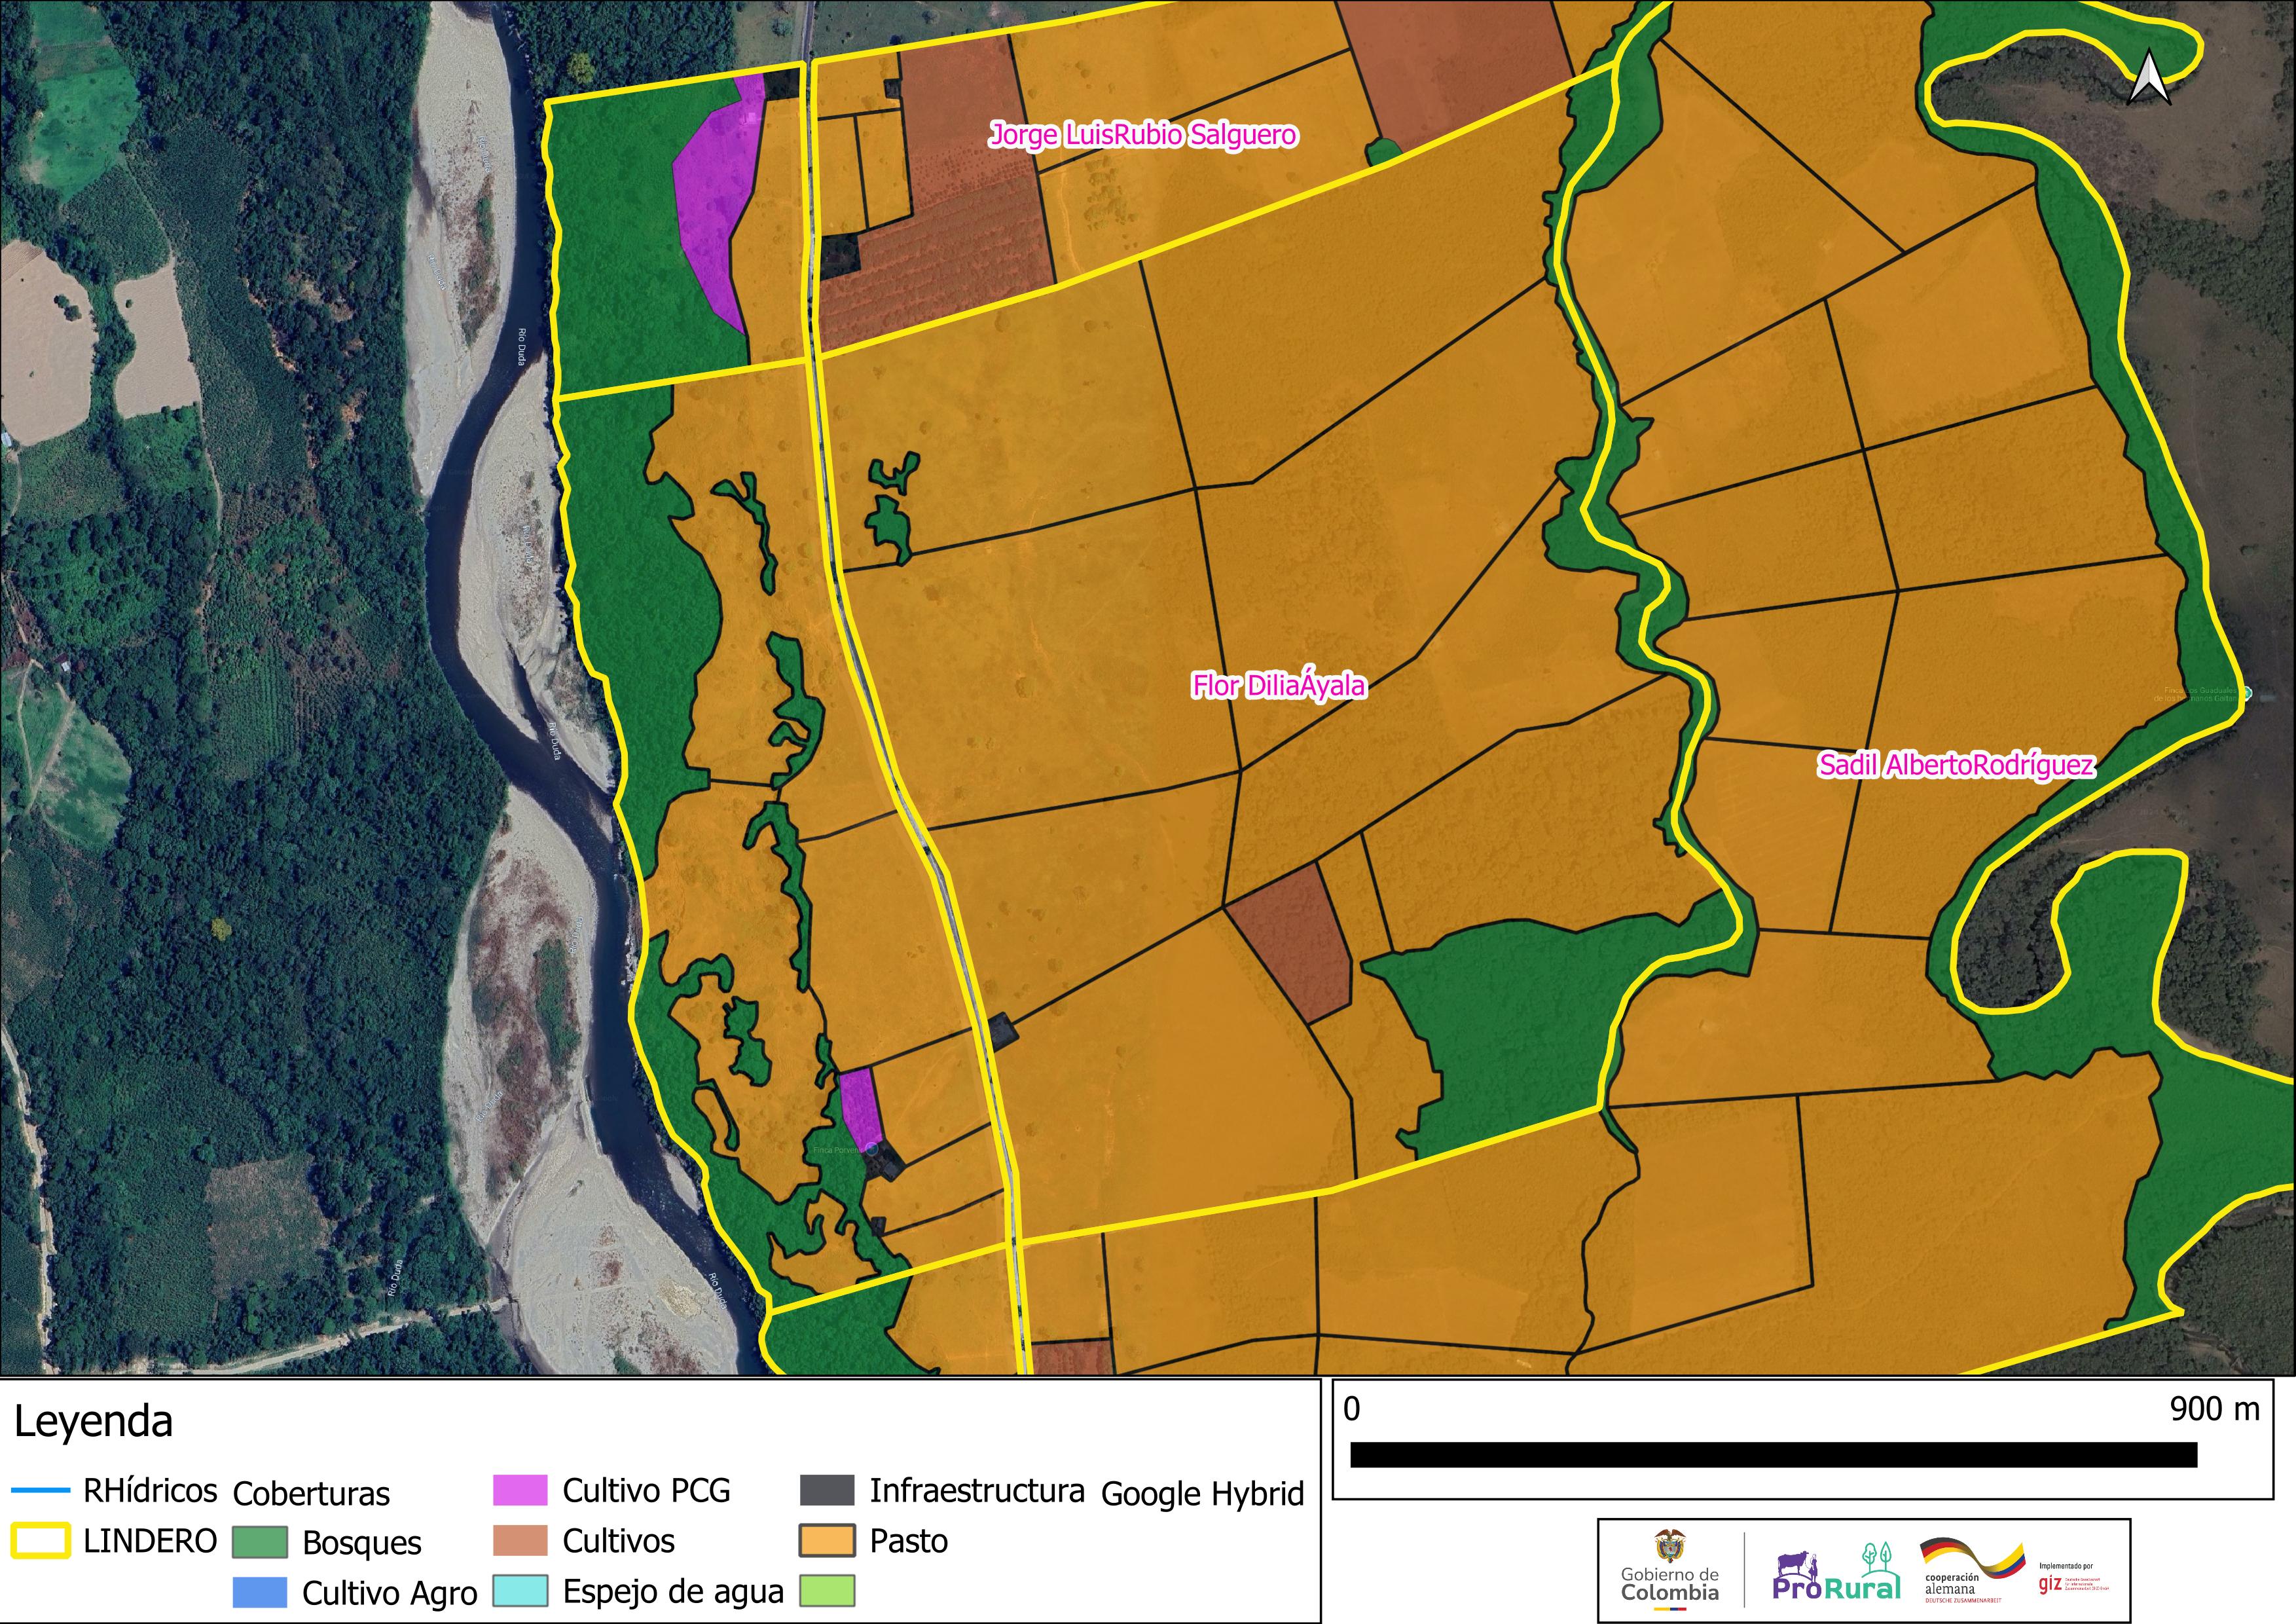 Jorge LuisRubio Salguero
Río Duda
Flor DiliaÁyala
Río Duda
Sadil AlbertoRodríguez
Río Duda
Río Duda
Leyenda
RHídricos
LINDERO
Coberturas
Bosques
Cultivo Agro
Cultivo PCG
Cultivos
Espejo de agua
Infraestructura
Pasto
Google Hybrid
0
900 m
Gobierno de
Colombia
ProRural
cooperación
alemana
DEUTSCHE ZUSAMMENARBEIT
Implementado por
giz